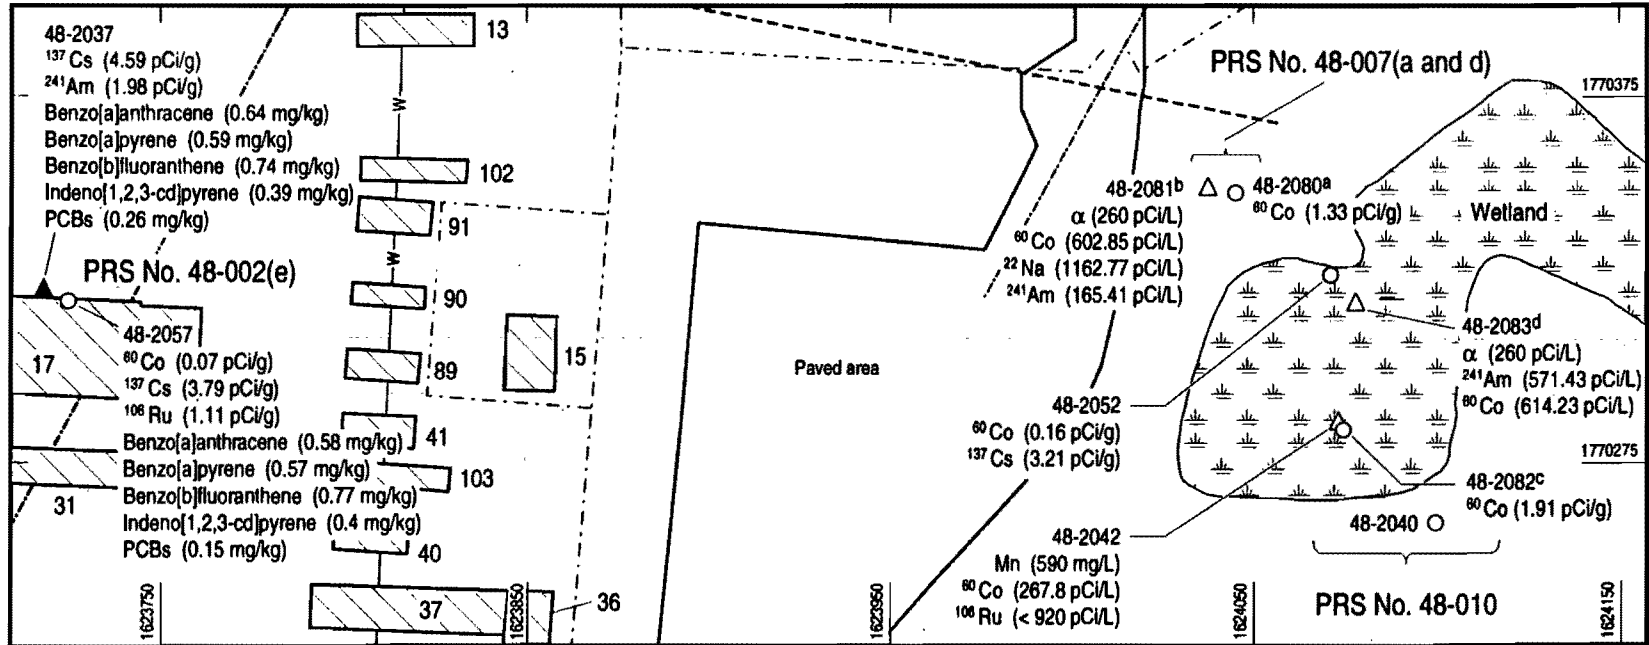 48-2037
¹³⁷Cs (4.59 pCi/g)
²⁴¹Am (1.98 pCi/g)
Benzo[a]anthracene (0.64 mg/kg)
Benzo[a]pyrene (0.59 mg/kg)
Benzo[b]fluoranthene (0.74 mg/kg)
Indeno[1,2,3-cd]pyrene (0.39 mg/kg)
PCBs (0.26 mg/kg)
PRS No. 48-002(e)
48-2057
⁶⁰Co (0.07 pCi/g)
¹³⁷Cs (3.79 pCi/g)
¹⁰⁶Ru (1.11 pCi/g)
Benzo[a]anthracene (0.58 mg/kg)
Benzo[a]pyrene (0.57 mg/kg)
Benzo[b]fluoranthene (0.77 mg/kg)
Indeno[1,2,3-cd]pyrene (0.4 mg/kg)
PCBs (0.15 mg/kg)
17
31
13
W
102
91
W
90
89
15
41
103
40
37
36
Paved area
PRS No. 48-007(a and d)
48-2081ᵇ
α (260 pCi/L)
⁶⁰Co (602.85 pCi/L)
²²Na (1162.77 pCi/L)
²⁴¹Am (165.41 pCi/L)
48-2080ᵃ
⁶⁰Co (1.33 pCi/g)
Wetland
48-2083ᵈ
α (260 pCi/L)
²⁴¹Am (571.43 pCi/L)
⁶⁰Co (614.23 pCi/L)
48-2052
⁶⁰Co (0.16 pCi/g)
¹³⁷Cs (3.21 pCi/g)
48-2082ᶜ
⁶⁰Co (1.91 pCi/g)
48-2040
48-2042
Mn (590 mg/L)
⁶⁰Co (267.8 pCi/L)
¹⁰⁶Ru (< 920 pCi/L)
PRS No. 48-010
1770375
1770275
1623750
1623850
1623950
1624050
1624150